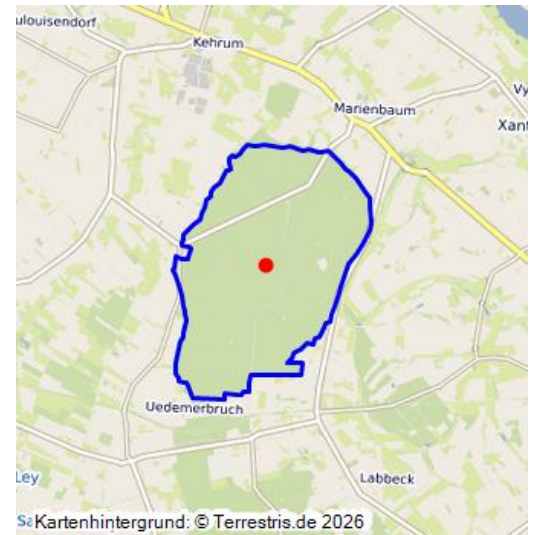 ulouisendorf
Kehrum
Marienbaum
Vy
Xant
Uedemerbruch
Labbeck
Ley
Sa
Kartenhintergrund: © Terrestris.de 2026